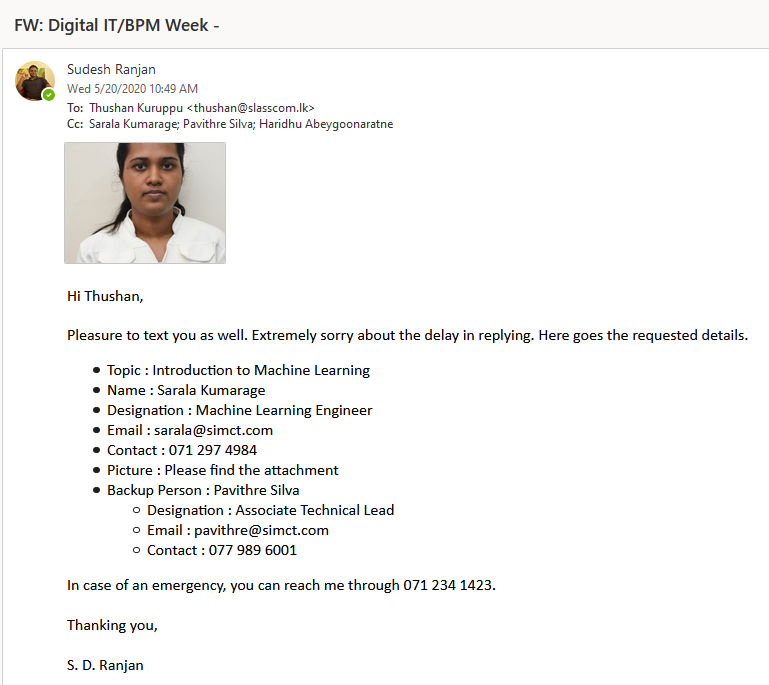 FW: Digital IT/BPM Week -
Sudesh Ranjan
Wed 5/20/2020 10:49 AM
To: Thushan Kuruppu <thushan@slasscom.lk>
Cc: Sarala Kumarage; Pavithre Silva; Haridhu Abeygoonaratne
Hi Thushan,
Pleasure to text you as well. Extremely sorry about the delay in replying. Here goes the requested details.
• Topic : Introduction to Machine Learning
• Name : Sarala Kumarage
• Designation : Machine Learning Engineer
• Email : sarala@simct.com
• Contact : 071 297 4984
• Picture : Please find the attachment
• Backup Person : Pavithre Silva
○ Designation : Associate Technical Lead
○ Email : pavithre@simct.com
○ Contact : 077 989 6001
In case of an emergency, you can reach me through 071 234 1423.
Thanking you,
S. D. Ranjan